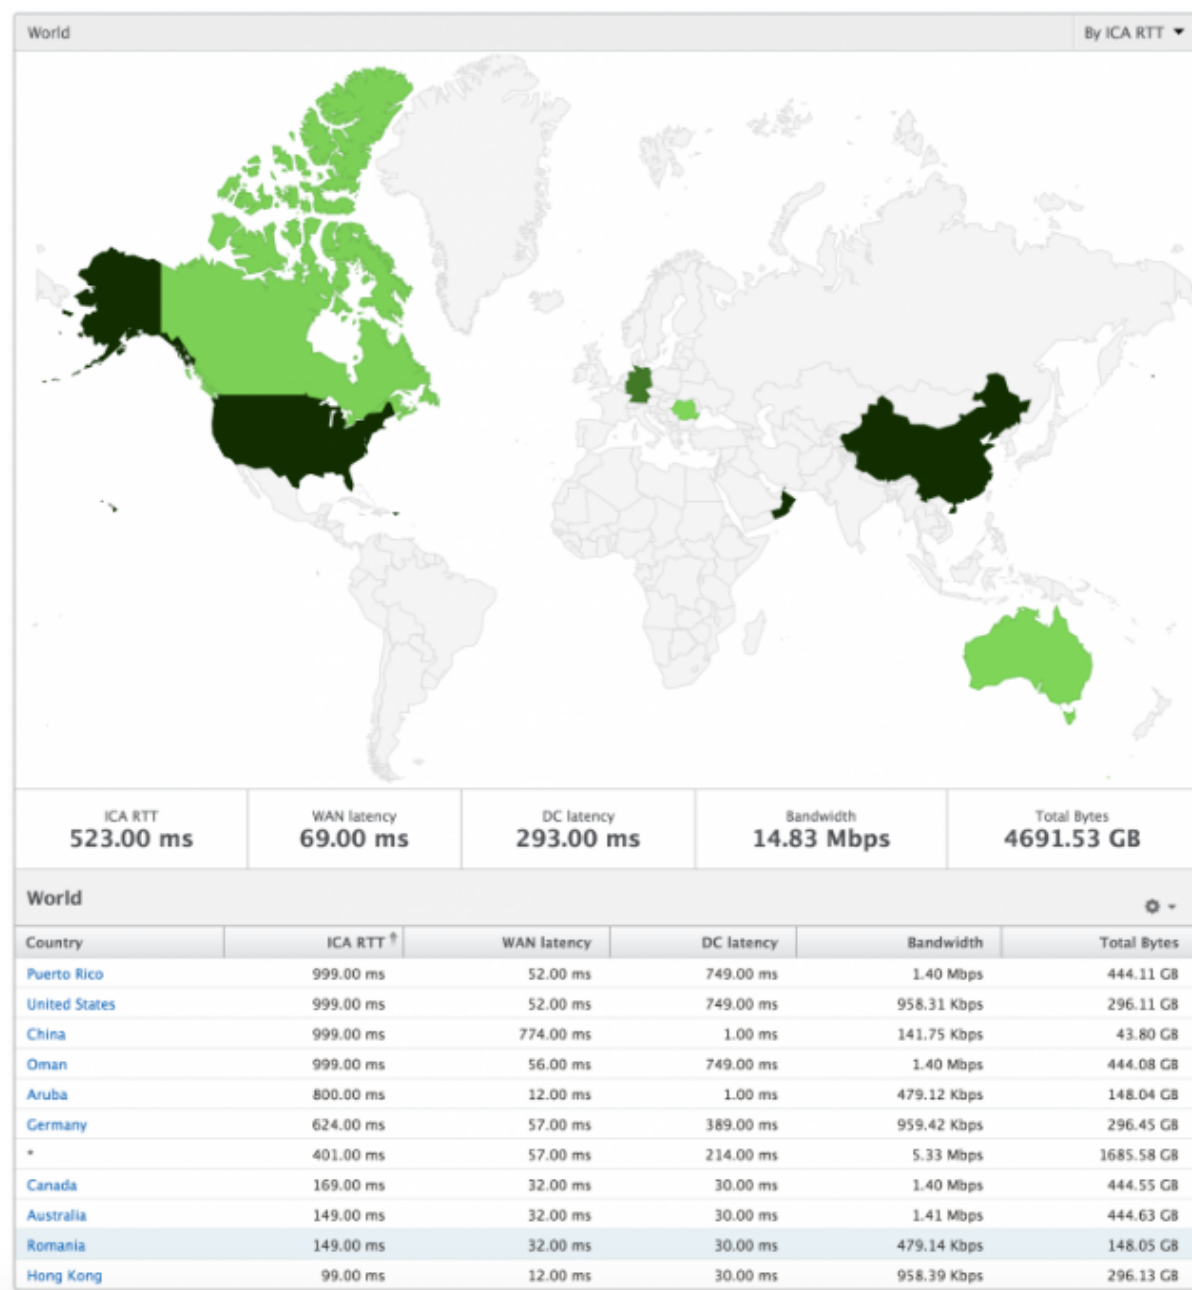 World By ICA RTT
ICA RTT WAN latency DC latency Bandwidth Total Bytes
523.00 ms 69.00 ms 293.00 ms 14.83 Mbps 4691.53 GB
World
Country ICA RTT WAN latency DC latency Bandwidth Total Bytes
Puerto Rico 999.00 ms 52.00 ms 749.00 ms 1.40 Mbps 444.11 GB
United States 999.00 ms 52.00 ms 749.00 ms 958.31 Kbps 296.11 GB
China 999.00 ms 774.00 ms 1.00 ms 141.75 Kbps 43.80 GB
Oman 999.00 ms 56.00 ms 749.00 ms 1.40 Mbps 444.08 GB
Aruba 800.00 ms 12.00 ms 1.00 ms 479.12 Kbps 148.04 GB
Germany 624.00 ms 57.00 ms 389.00 ms 959.42 Kbps 296.45 GB
* 401.00 ms 57.00 ms 214.00 ms 5.33 Mbps 1685.58 GB
Canada 169.00 ms 32.00 ms 30.00 ms 1.40 Mbps 444.55 GB
Australia 149.00 ms 32.00 ms 30.00 ms 1.41 Mbps 444.63 GB
Romania 149.00 ms 32.00 ms 30.00 ms 479.14 Kbps 148.05 GB
Hong Kong 99.00 ms 12.00 ms 30.00 ms 958.39 Kbps 296.13 GB